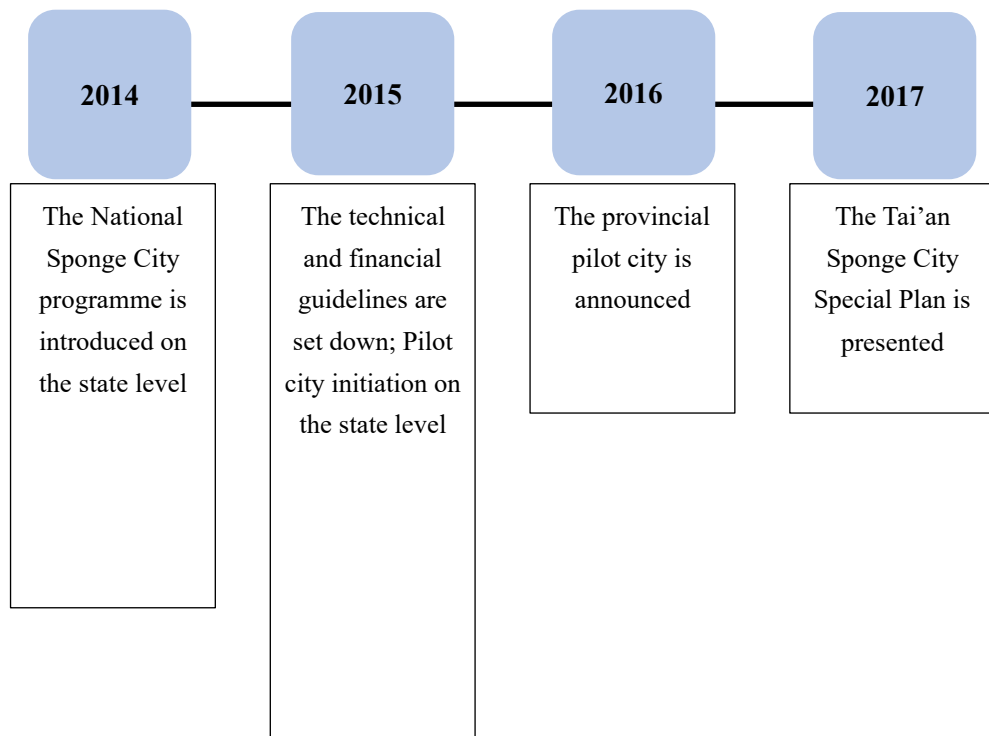 2014
2015
2016
2017
The National
Sponge City
programme is
introduced on
the state level
The technical
and financial
guidelines are
set down; Pilot
city initiation on
the state level
The provincial
pilot city is
announced
The Tai’an
Sponge City
Special Plan is
presented